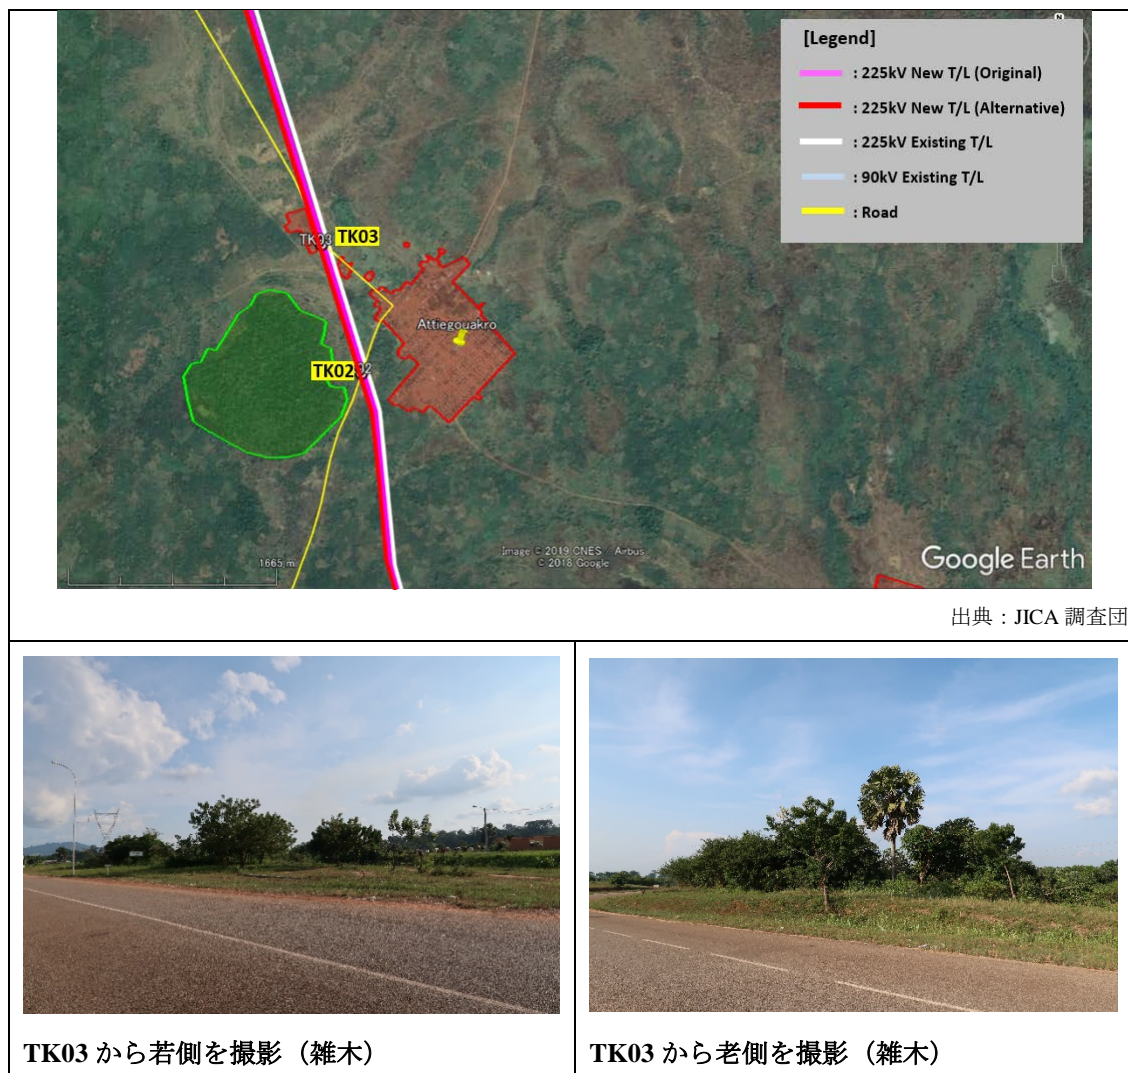 N
[Legend]
: 225kV New T/L (Original)
: 225kV New T/L (Alternative)
: 225kV Existing T/L
: 90kV Existing T/L
: Road
TK03 TK03
Attiegouakro
TK02
1665 m
Image © 2019 CNES / Airbus
© 2018 Google
Google Earth
出典：JICA 調査団
TK03 から若側を撮影（雑木）
TK03 から老側を撮影（雑木）